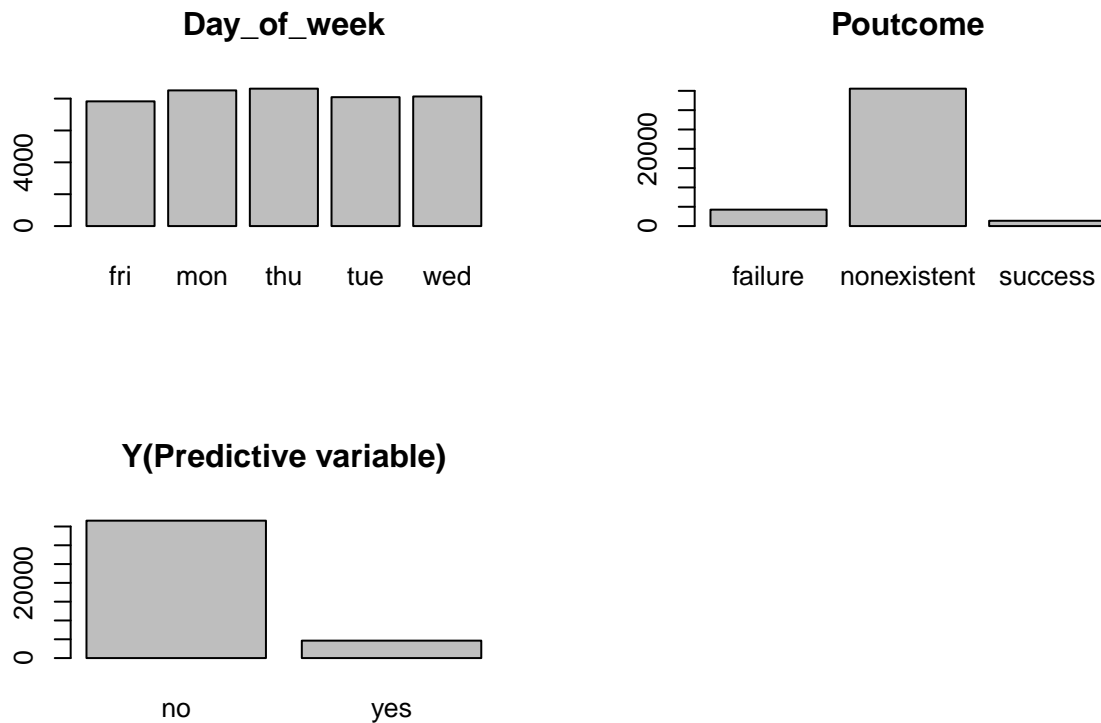 Day_of_week
4000
0
fri mon thu tue wed
Poutcome
20000
0
failure nonexistent success
Y(Predictive variable)
20000
0
no yes